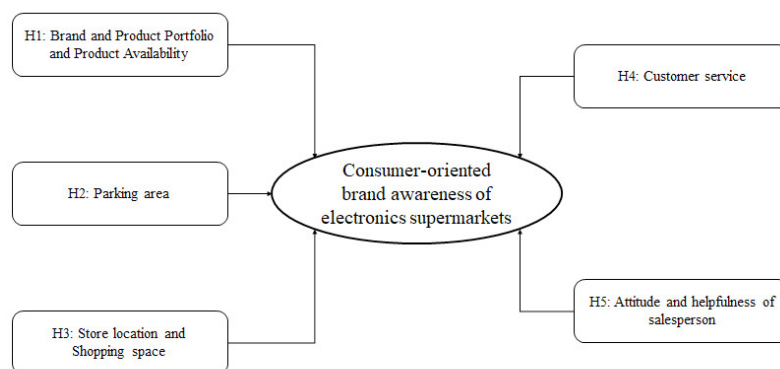 H1: Brand and Product Portfolio
and Product Availability
H4: Customer service
Consumer-oriented
brand awareness of
electronics supermarkets
H2: Parking area
H5: Attitude and helpfulness of
salesperson
H3: Store location and
Shopping space